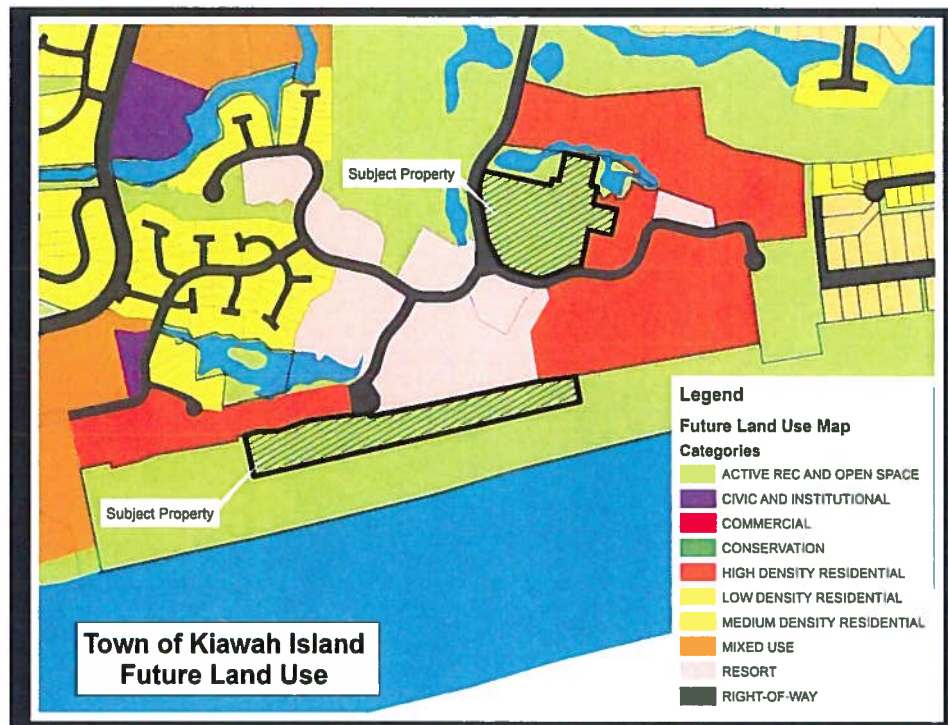 Subject Property
Subject Property
Town of Kiawah Island
Future Land Use
Legend
Future Land Use Map
Categories
ACTIVE REC AND OPEN SPACE
CIVIC AND INSTITUTIONAL
COMMERCIAL
CONSERVATION
HIGH DENSITY RESIDENTIAL
LOW DENSITY RESIDENTIAL
MEDIUM DENSITY RESIDENTIAL
MIXED USE
RESORT
RIGHT-OF-WAY